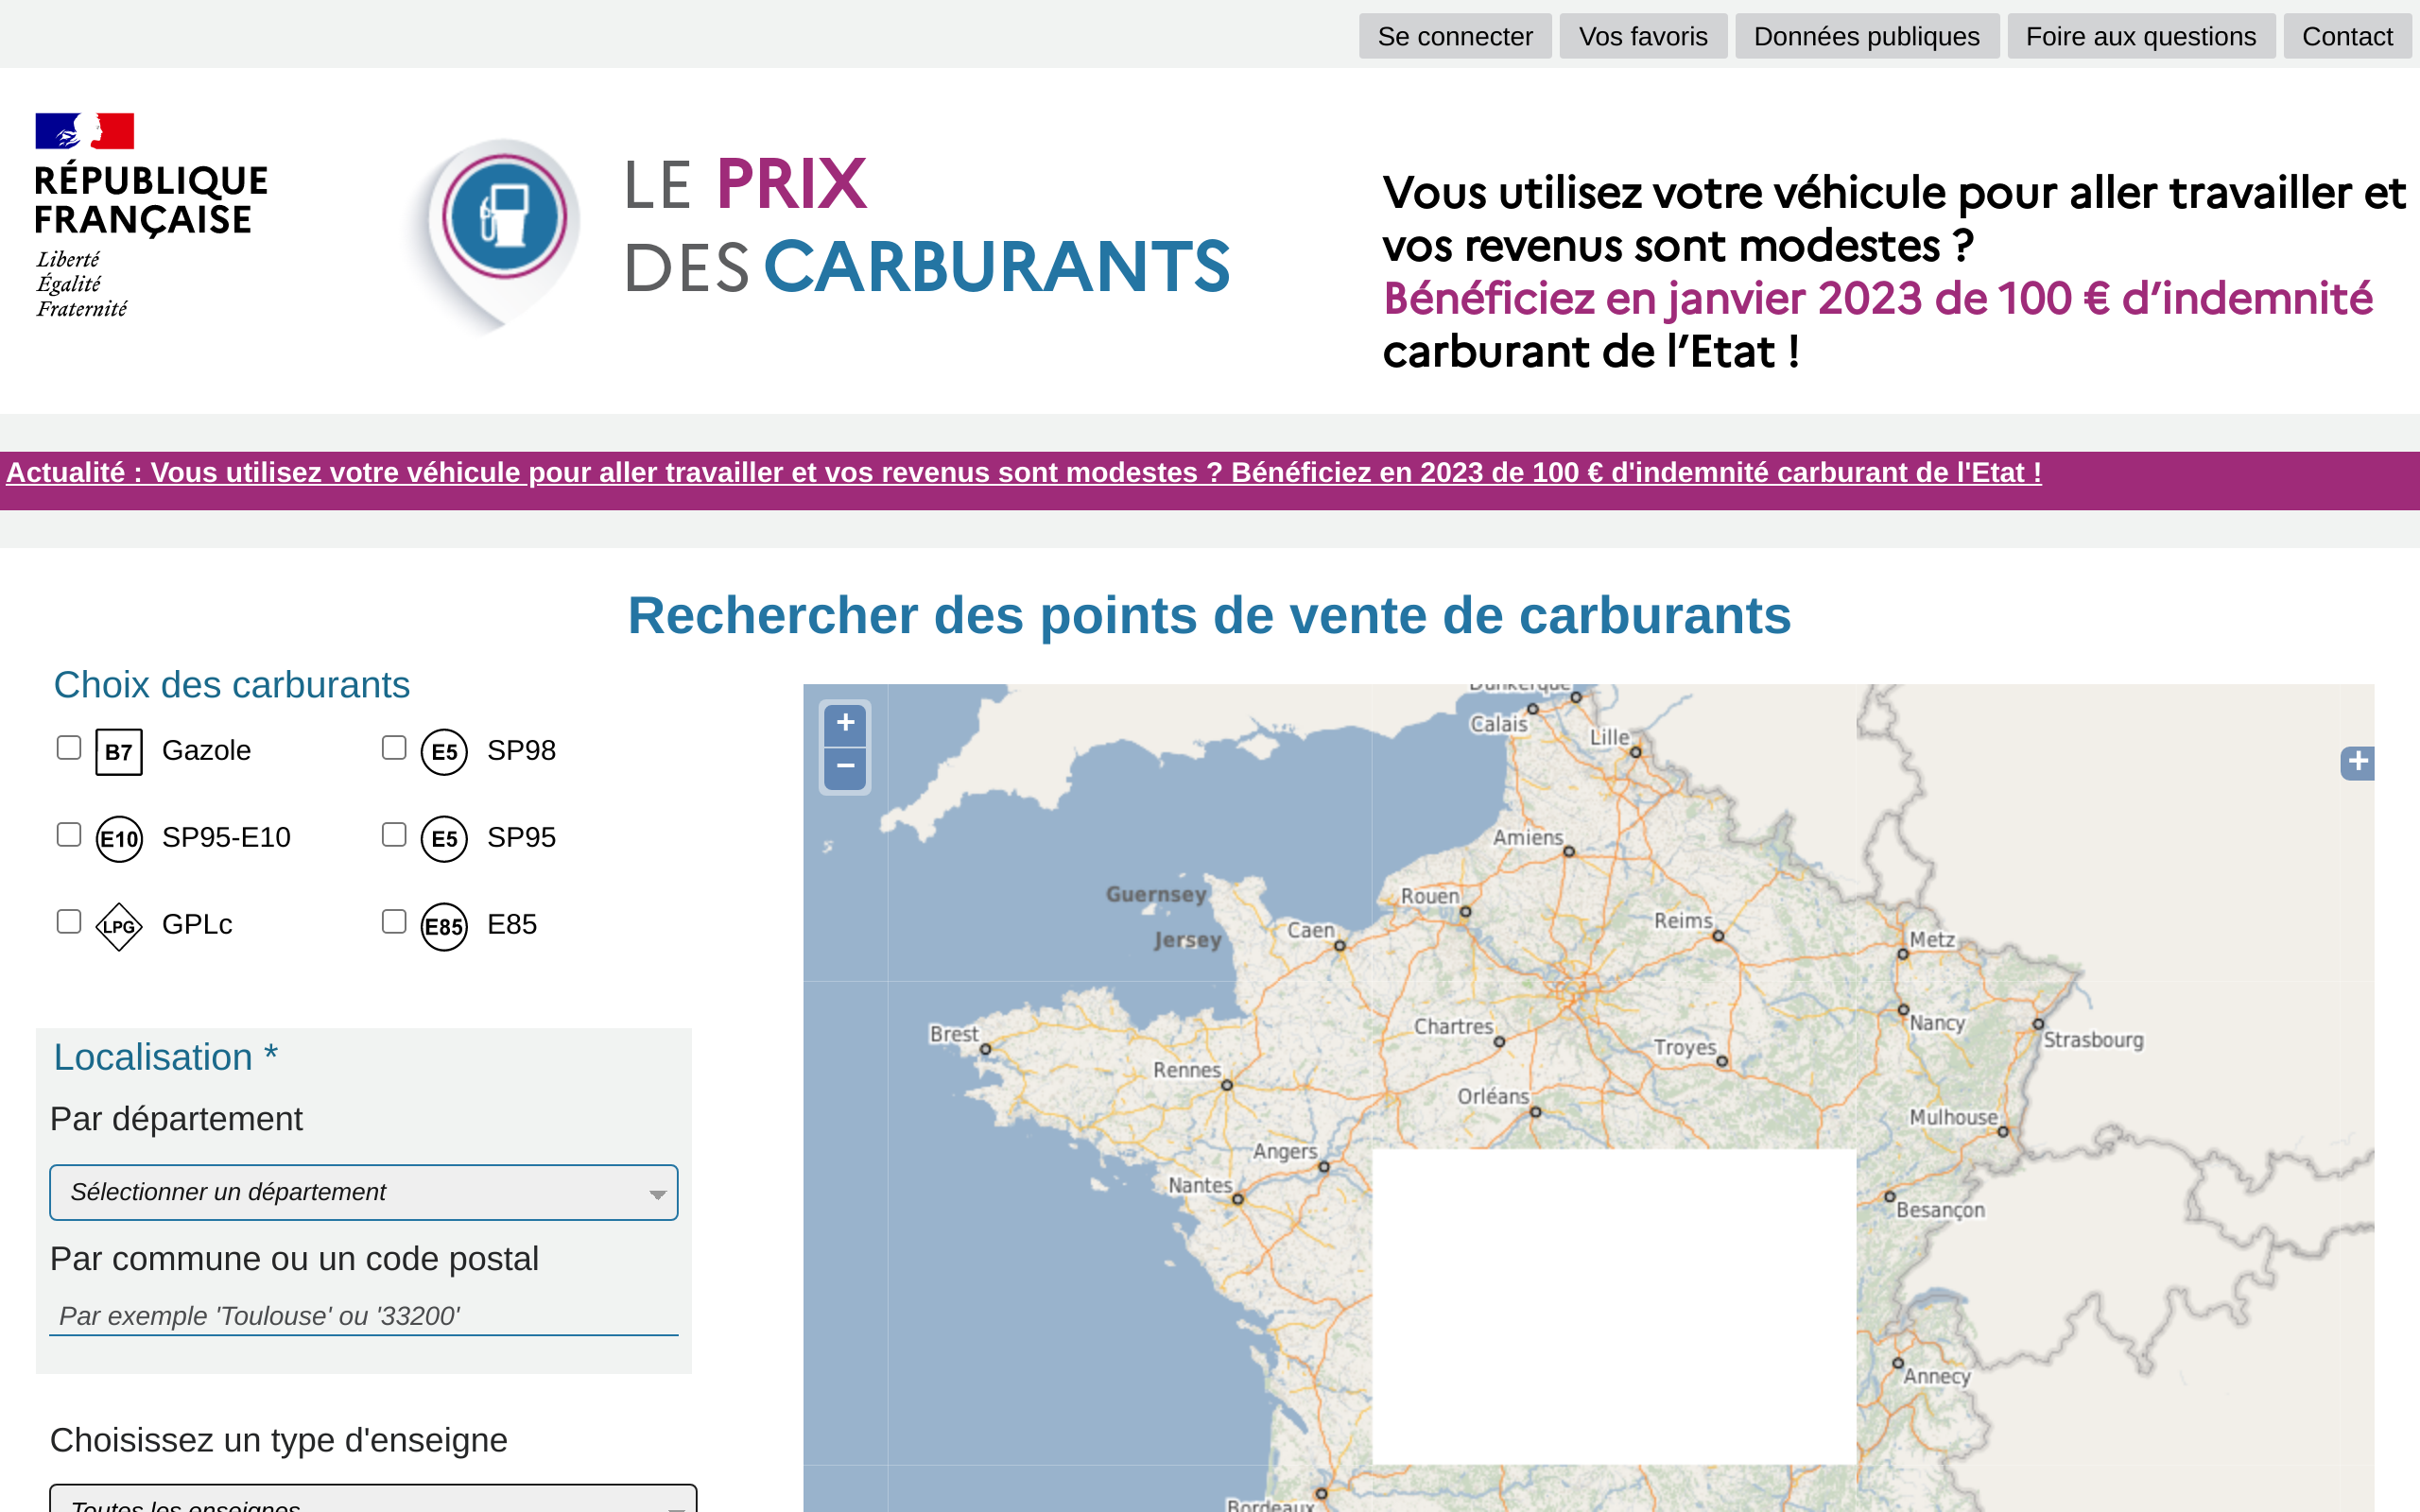 Se connecter
Vos favoris
Données publiques
Foire aux questions
Contact
RÉPUBLIQUE
FRANÇAISE
Liberté
Égalité
Fraternité
LE PRIX
DES CARBURANTS
Vous utilisez votre véhicule pour aller travailler et
vos revenus sont modestes ?
Bénéficiez en janvier 2023 de 100 € d’indemnité
carburant de l’Etat !
Actualité : Vous utilisez votre véhicule pour aller travailler et vos revenus sont modestes ? Bénéficiez en 2023 de 100 € d'indemnité carburant de l'Etat !
Rechercher des points de vente de carburants
Choix des carburants
B7 Gazole
E5 SP98
E10 SP95-E10
E5 SP95
LPG GPLc
E85 E85
Localisation *
Par département
Sélectionner un département
Par commune ou un code postal
Par exemple 'Toulouse' ou '33200'
Choisissez un type d'enseigne
Toutes les enseignes
+
−
+
Dunkerque
Calais
Lille
Amiens
Guernsey
Rouen
Jersey
Caen
Reims
Metz
Brest
Chartres
Nancy
Strasbourg
Rennes
Troyes
Orléans
Mulhouse
Angers
Nantes
Besançon
Annecy
Bordeaux